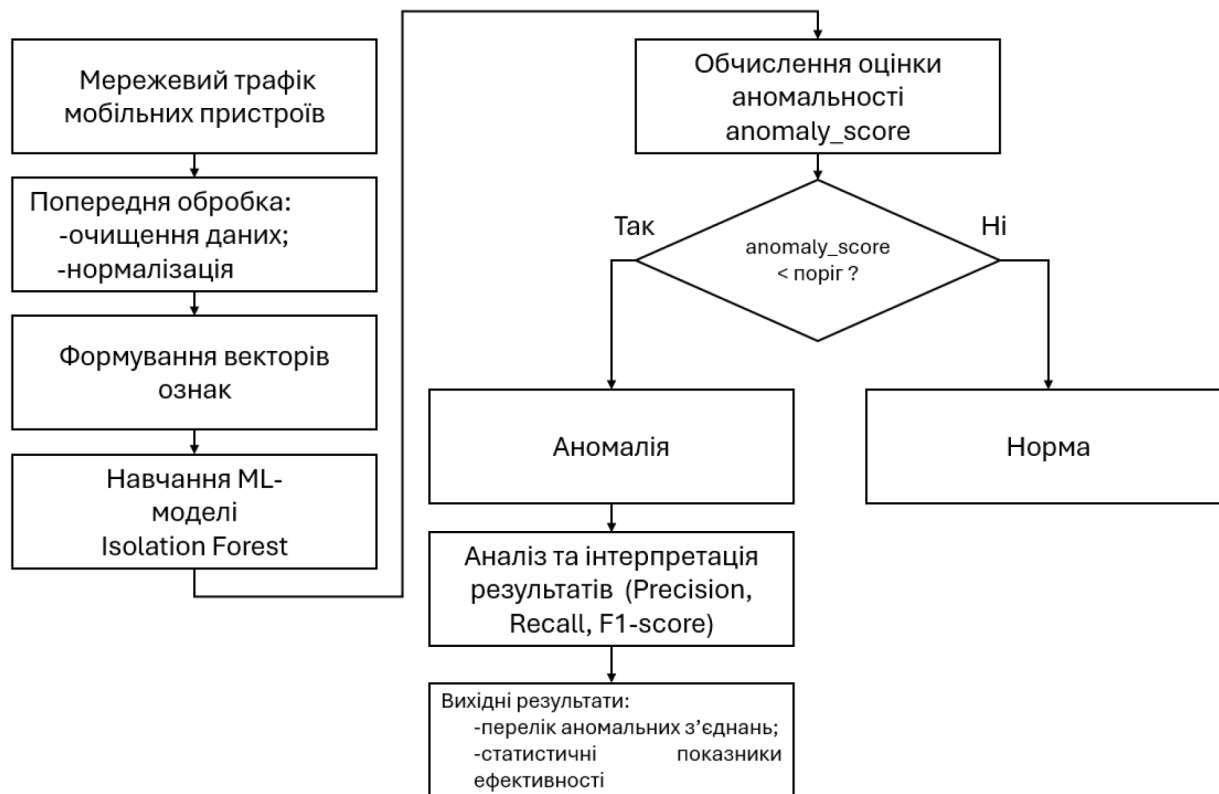 Мережевий трафік
мобільних пристроїв
Попередня обробка:
-очищення даних;
-нормалізація
Формування векторів
ознак
Навчання ML-
моделі
Isolation Forest
Обчислення оцінки
аномальності
anomaly_score
Так
Ні
anomaly_score
< поріг ?
Аномалія
Норма
Аналіз та інтерпретація
результатів (Precision,
Recall, F1-score)
Вихідні результати:
-перелік аномальних з’єднань;
-статистичні показники
ефективності